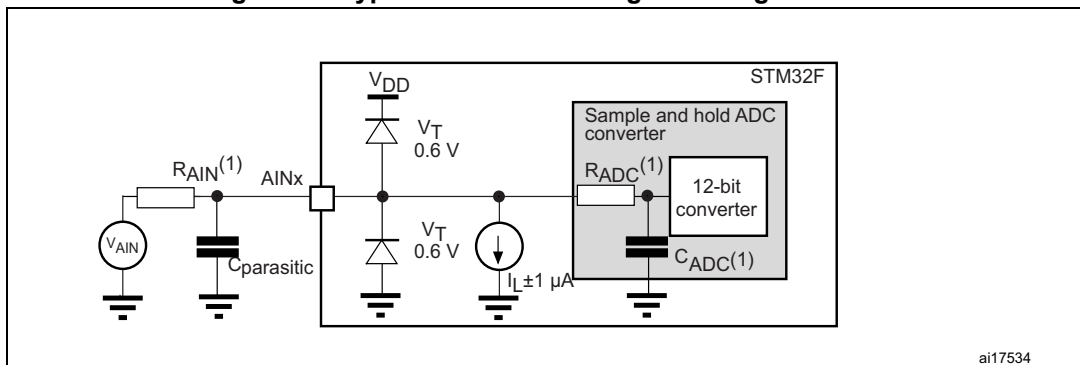 STM32F
VDD
Sample and hold ADC
converter
VT
0.6 V
RAIN(1)
AINx
RADC(1)
12-bit
converter
VAIN
Cparasitic
VT
0.6 V
IL±1 µA
CADC(1)
ai17534